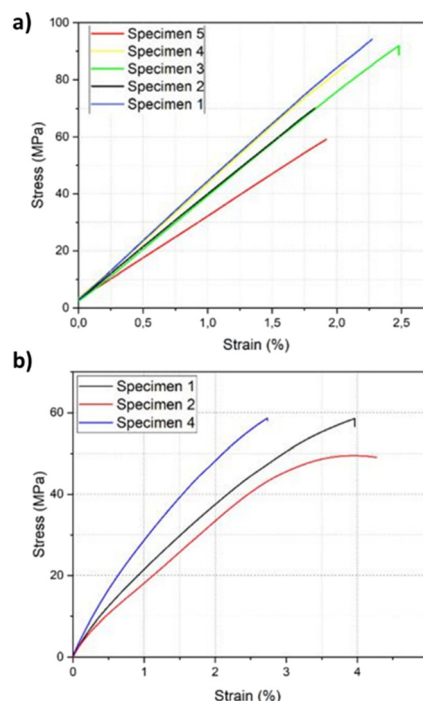 a)
Specimen 5
Specimen 4
Specimen 3
Specimen 2
Specimen 1
100
80
60
40
20
0
Stress (MPa)
0,0 0,5 1,0 1,5 2,0 2,5
Strain (%)
b)
Specimen 1
Specimen 2
Specimen 4
60
40
20
0
Stress (MPa)
0 1 2 3 4
Strain (%)